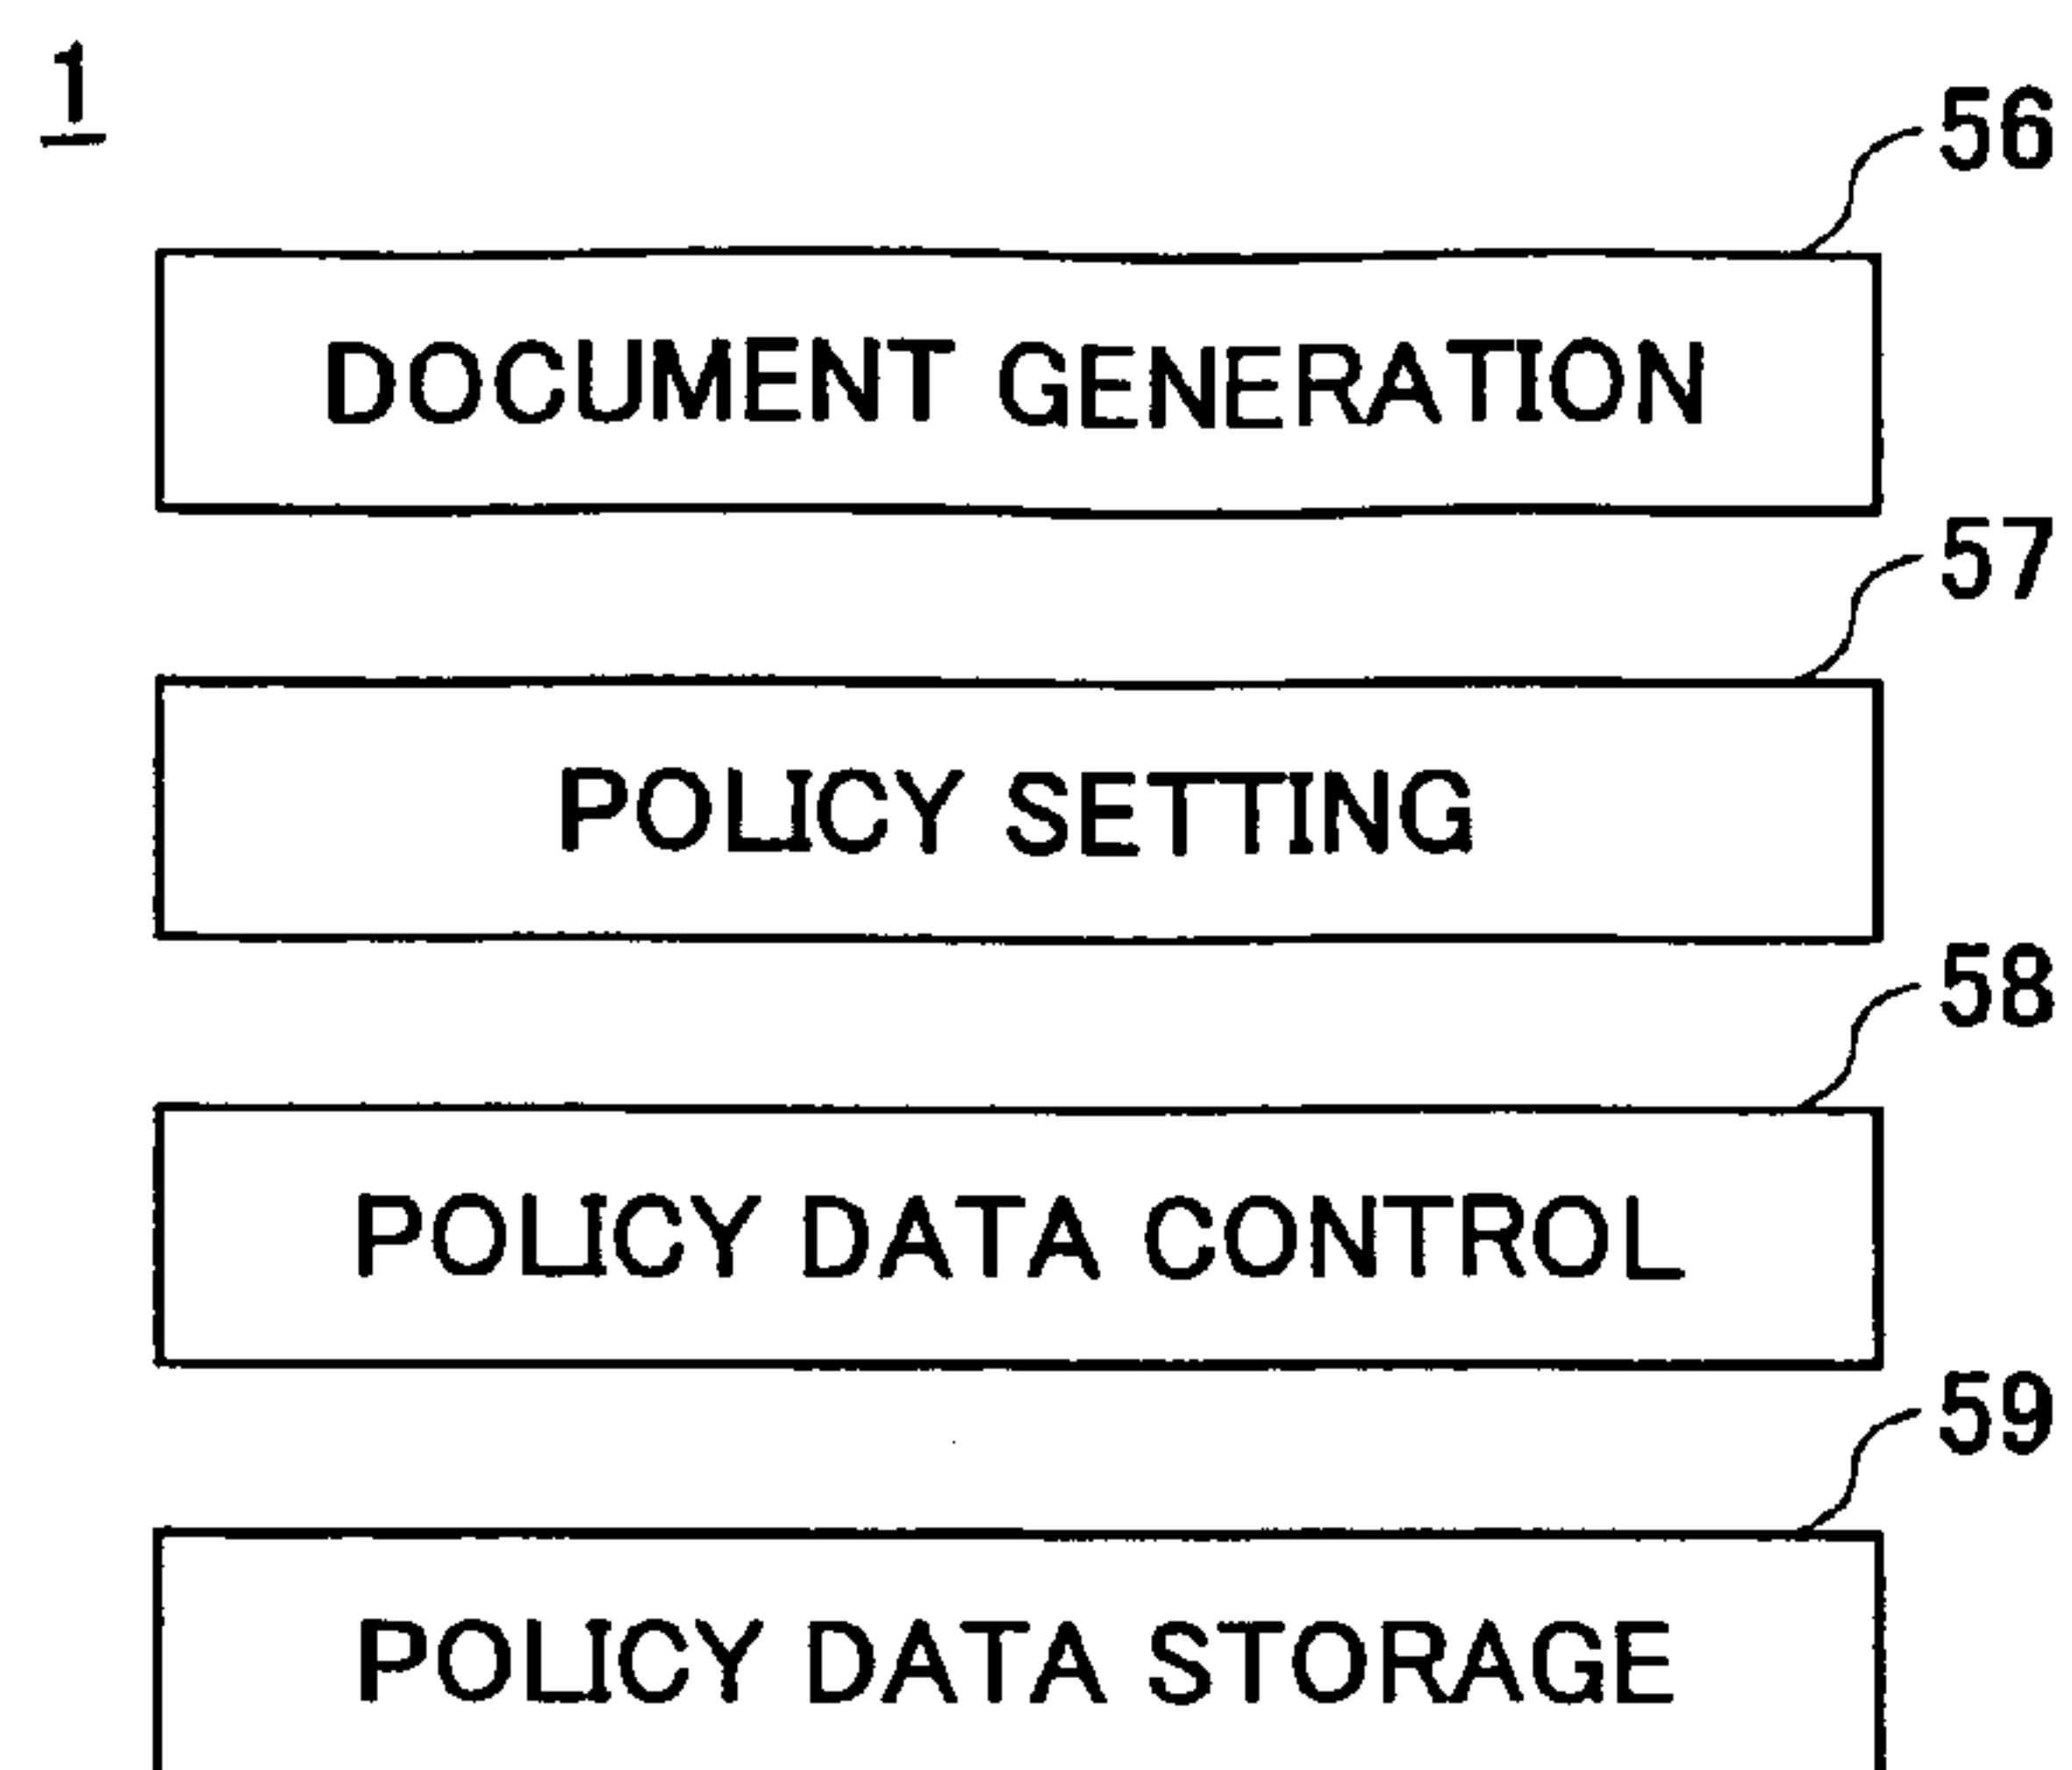 1
56
DOCUMENT GENERATION
57
POLICY SETTING
58
POLICY DATA CONTROL
59
POLICY DATA STORAGE